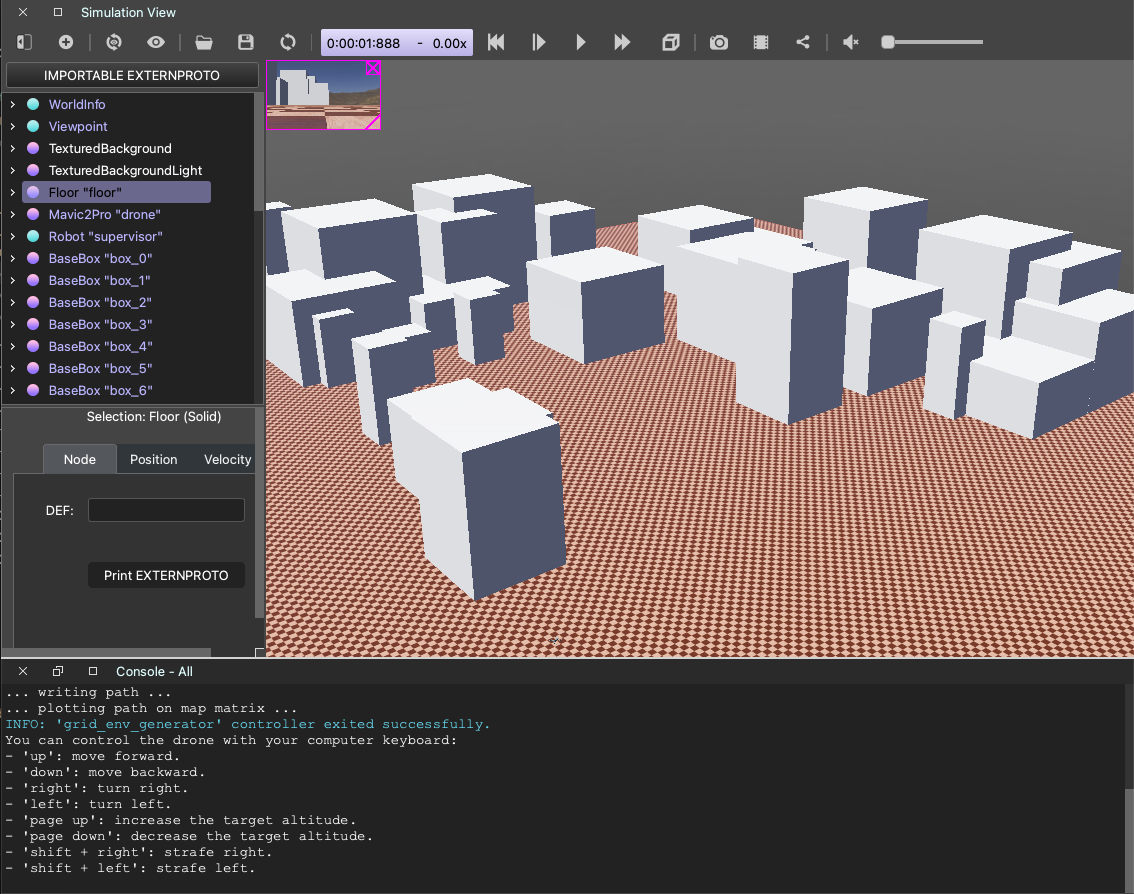 Simulation View
0:00:01:888 - 0.00x
IMPORTABLE EXTERNPROTO
WorldInfo
Viewpoint
TexturedBackground
TexturedBackgroundLight
Floor "floor"
Mavic2Pro "drone"
Robot "supervisor"
BaseBox "box_0"
BaseBox "box_1"
BaseBox "box_2"
BaseBox "box_3"
BaseBox "box_4"
BaseBox "box_5"
BaseBox "box_6"
Selection: Floor (Solid)
Node Position Velocity
DEF:
Print EXTERNPROTO
Console - All
... writing path ...
... plotting path on map matrix ...
INFO: 'grid_env_generator' controller exited successfully.
You can control the drone with your computer keyboard:
- 'up': move forward.
- 'down': move backward.
- 'right': turn right.
- 'left': turn left.
- 'page up': increase the target altitude.
- 'page down': decrease the target altitude.
- 'shift + right': strafe right.
- 'shift + left': strafe left.